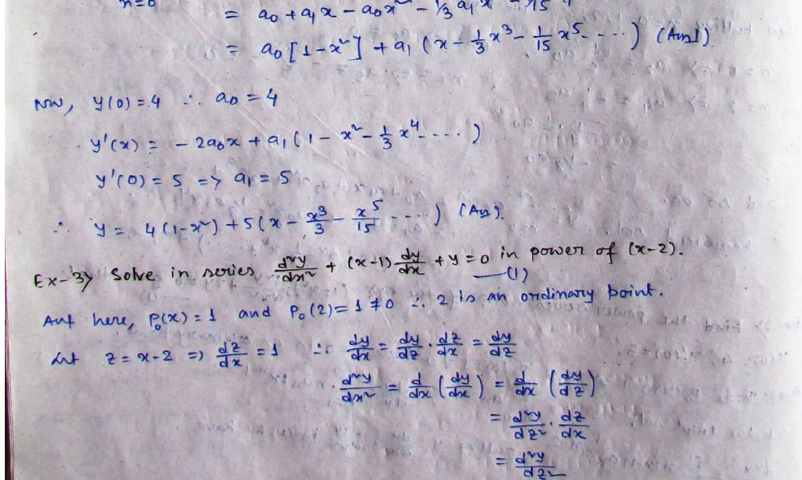 n=0 = a₀ + a₁x - a₀x² - 1/3 a₁x
= a₀ [1-x²] + a₁ (x - 1/3 x³ - 1/15 x⁵ - ....) (Ans)
Now, y(0) = 4 ∴ a₀ = 4
y'(x) = - 2a₀x + a₁ (1 - x² - 1/3 x⁴ - ....)
y'(0) = 5 => a₁ = 5
∴ y = 4(1-x²) + 5(x - x³/3 - x⁵/15 ....) (Ans).
Ex-3> Solve in series d²y/dx² + (x-1) dy/dx + y = 0 in power of (x-2).
—(1)
here, P₀(x) = 1 and P₀(2) = 1 ≠ 0 ∴ 2 is an ordinary point.
Let z = x-2 => dz/dx = 1 ∴ dy/dx = dy/dz . dz/dx = dy/dz
d²y/dx² = d/dx (dy/dx) = d/dx (dy/dz)
= d²y/dz² . dz/dx
= d²y/dz²